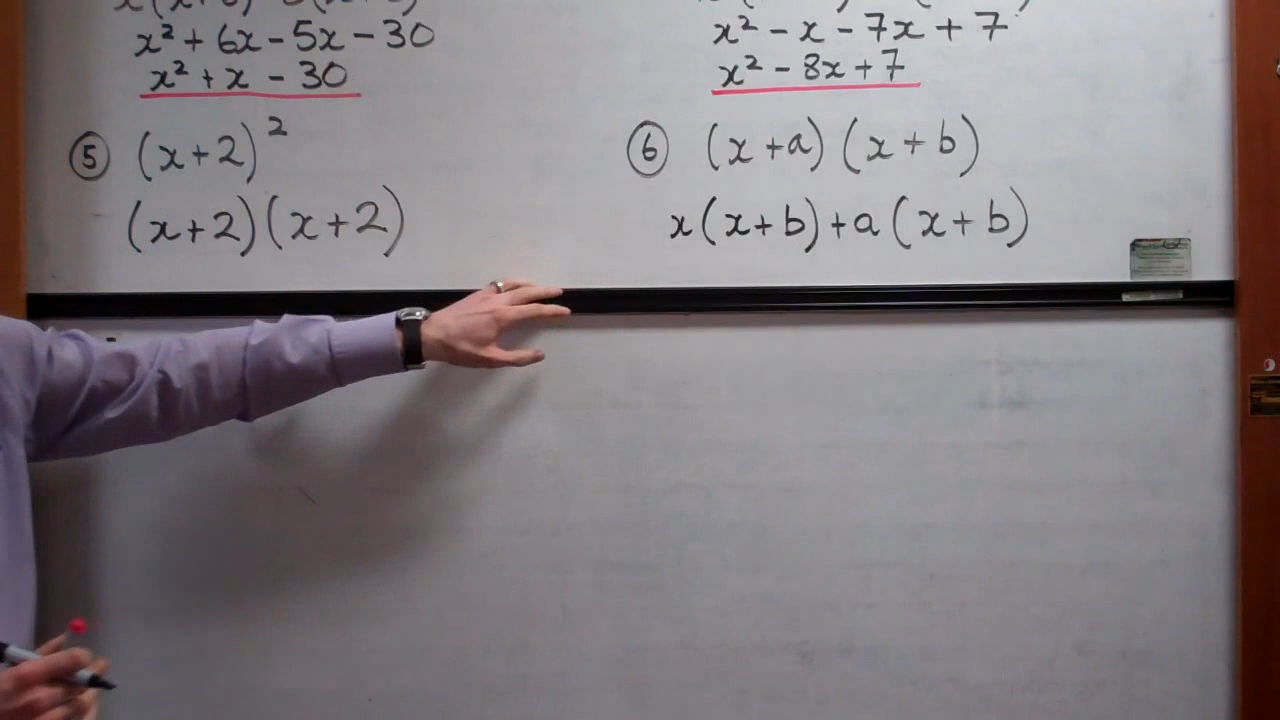 x² + 6x - 5x - 30
x² + x - 30
⑤ (x+2)²
(x+2)(x+2)
x² - x - 7x + 7
x² - 8x + 7
⑥ (x+a)(x+b)
x(x+b)+a(x+b)